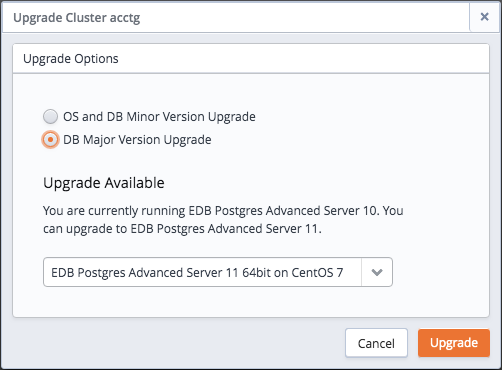 Upgrade Cluster acctg
Upgrade Options
OS and DB Minor Version Upgrade
DB Major Version Upgrade
Upgrade Available
You are currently running EDB Postgres Advanced Server 10. You
can upgrade to EDB Postgres Advanced Server 11.
EDB Postgres Advanced Server 11 64bit on CentOS 7
Cancel
Upgrade